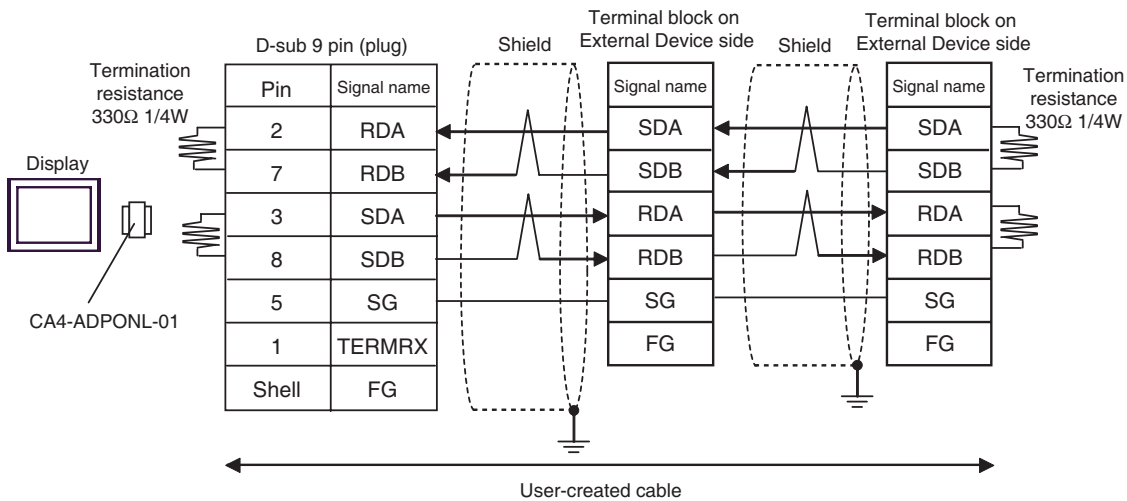 Terminal block on
External Device side
Terminal block on
External Device side
D-sub 9 pin (plug)
Shield
Shield
Termination
resistance
330Ω 1/4W
Termination
resistance
330Ω 1/4W
Display
CA4-ADPONL-01
Pin Signal name
2 RDA
7 RDB
3 SDA
8 SDB
5 SG
1 TERMRX
Shell FG
Signal name
SDA
SDB
RDA
RDB
SG
FG
Signal name
SDA
SDB
RDA
RDB
SG
FG
User-created cable